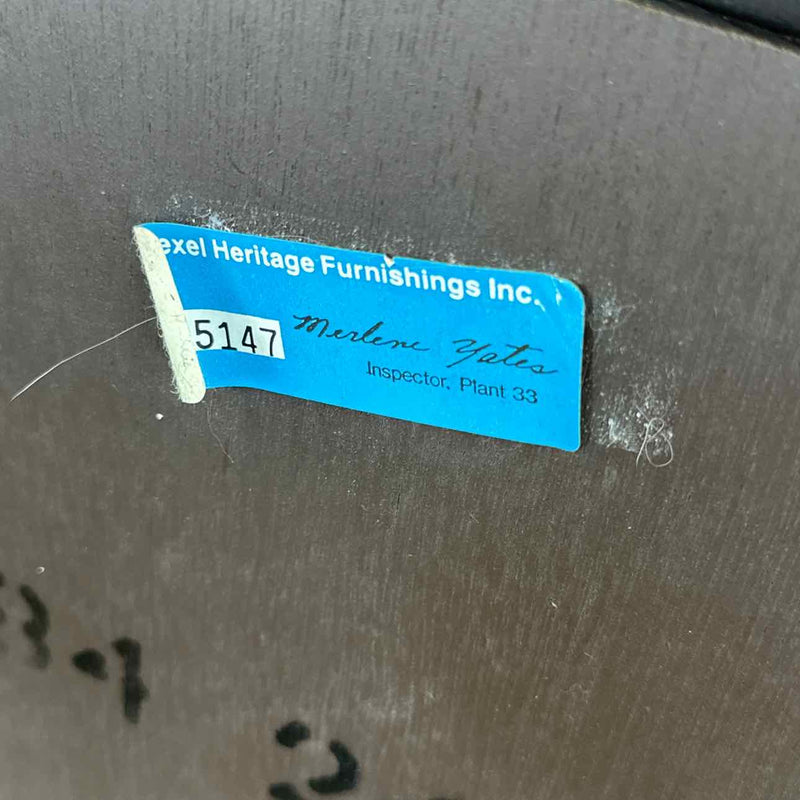 exel Heritage Furnishings Inc.
5147 Merlene Yates
Inspector, Plant 33